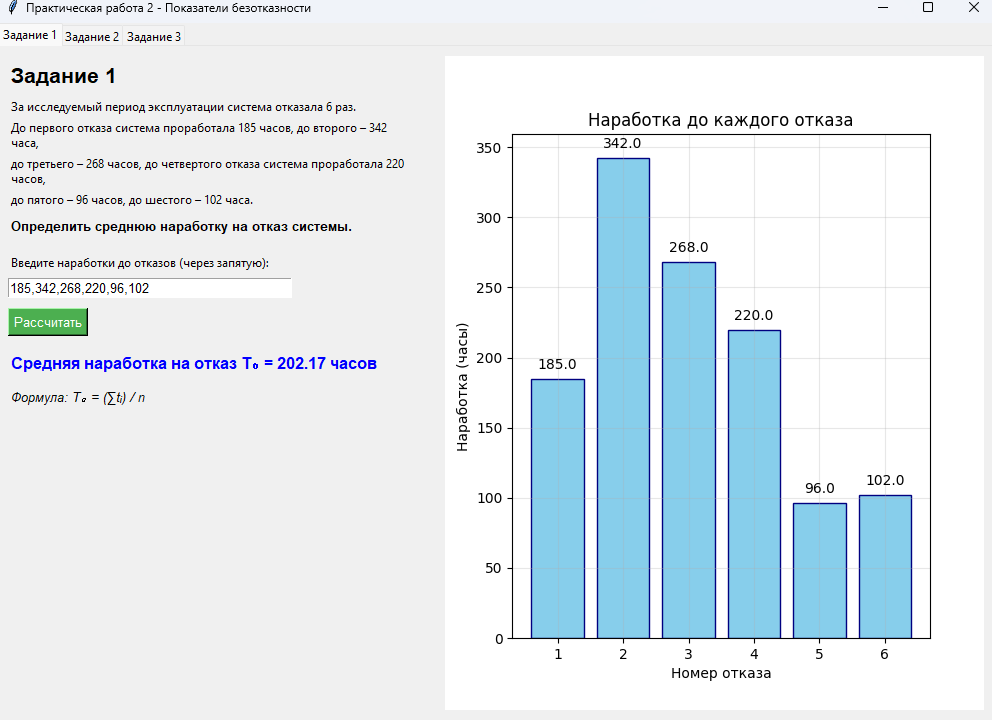 Практическая работа 2 - Показатели безотказности
Задание 1 Задание 2 Задание 3
Задание 1
За исследуемый период эксплуатации система отказала 6 раз.
До первого отказа система проработала 185 часов, до второго – 342
часа,
до третьего – 268 часов, до четвертого отказа система проработала 220
часов,
до пятого – 96 часов, до шестого – 102 часа.
Определить среднюю наработку на отказ системы.
Введите наработки до отказов (через запятую):
185,342,268,220,96,102
Рассчитать
Средняя наработка на отказ T₀ = 202.17 часов
Формула: T₀ = (∑tᵢ) / n
Наработка до каждого отказа
350
300
250
200
150
100
50
0
Наработка (часы)
185.0
342.0
268.0
220.0
96.0
102.0
1 2 3 4 5 6
Номер отказа